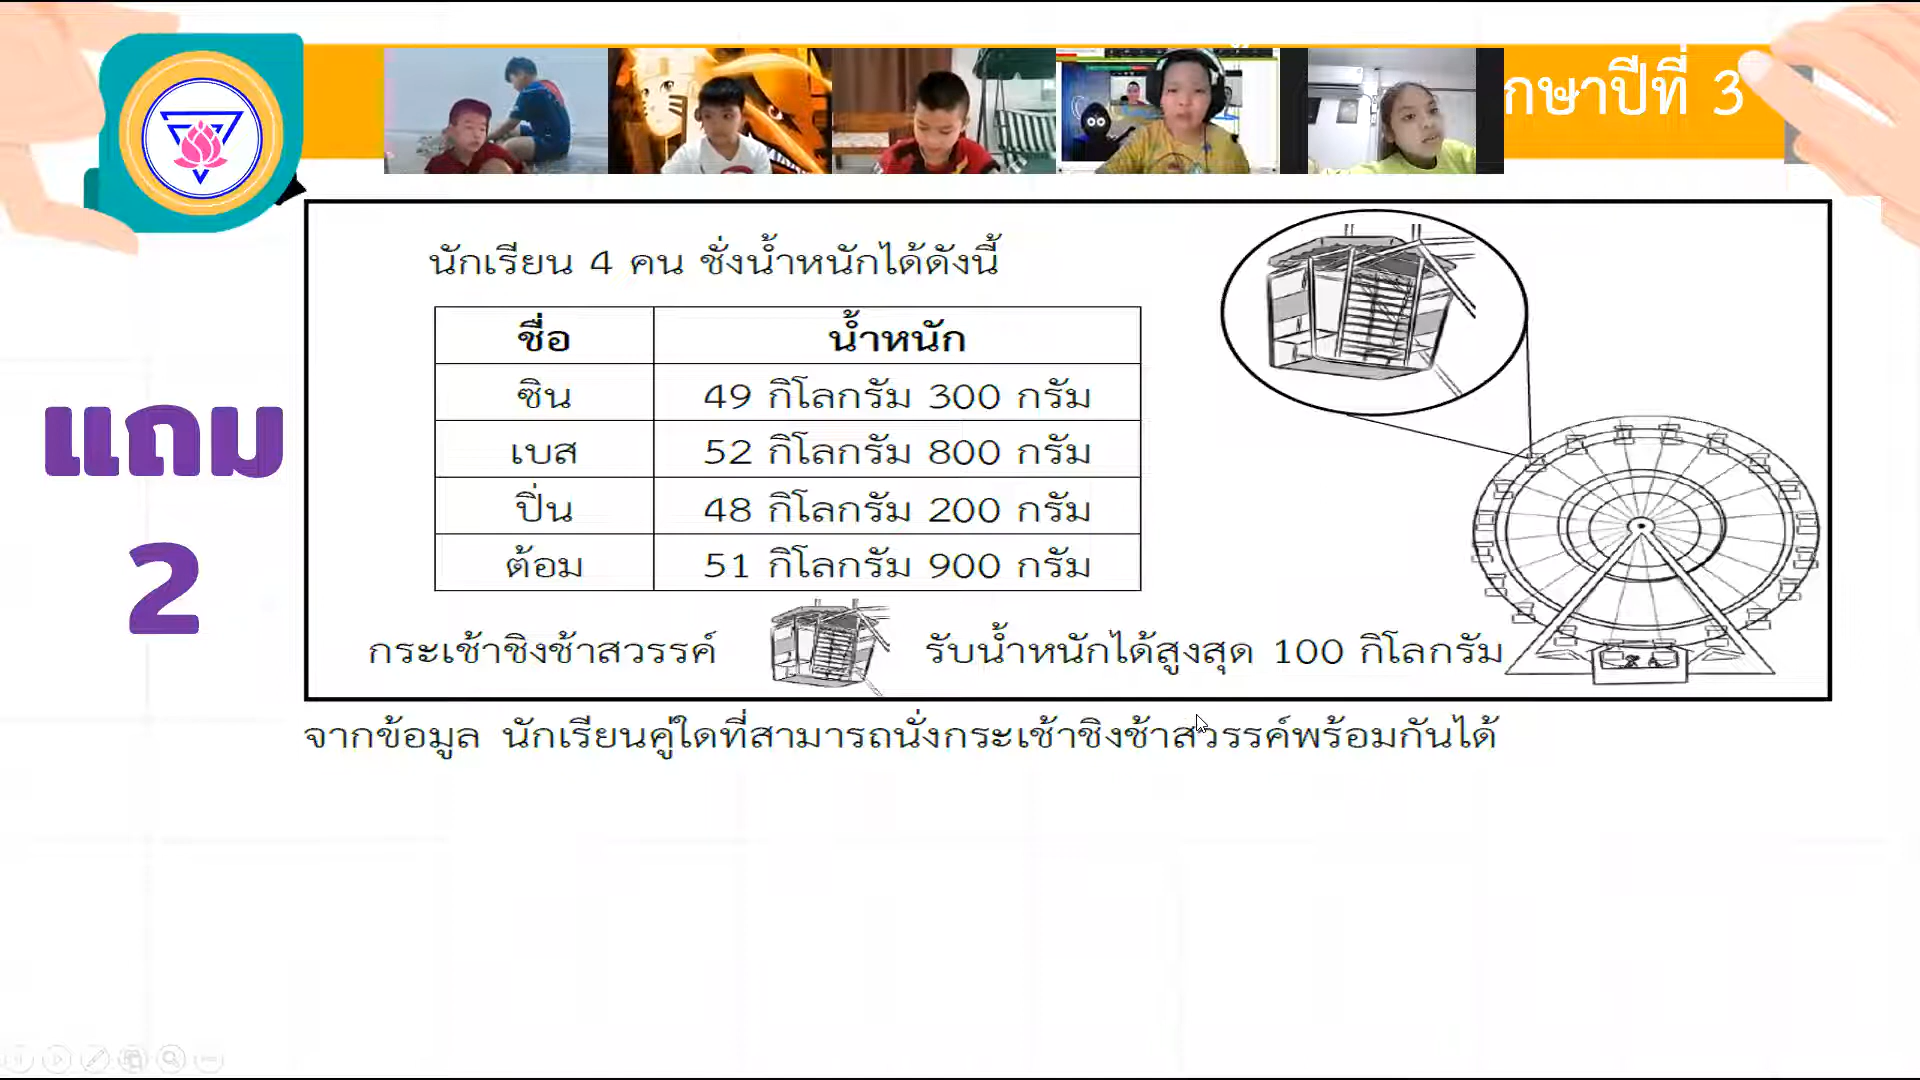 กษาปีที่ 3
นักเรียน 4 คน ชั่งน้ำหนักได้ดังนี้
ชื่อ น้ำหนัก
ซิน 49 กิโลกรัม 300 กรัม
เบส 52 กิโลกรัม 800 กรัม
ปิ่น 48 กิโลกรัม 200 กรัม
ต้อม 51 กิโลกรัม 900 กรัม
กระเช้าชิงช้าสวรรค์ รับน้ำหนักได้สูงสุด 100 กิโลกรัม
แถม
2
จากข้อมูล นักเรียนคู่ใดที่สามารถนั่งกระเช้าชิงช้าสวรรค์พร้อมกันได้